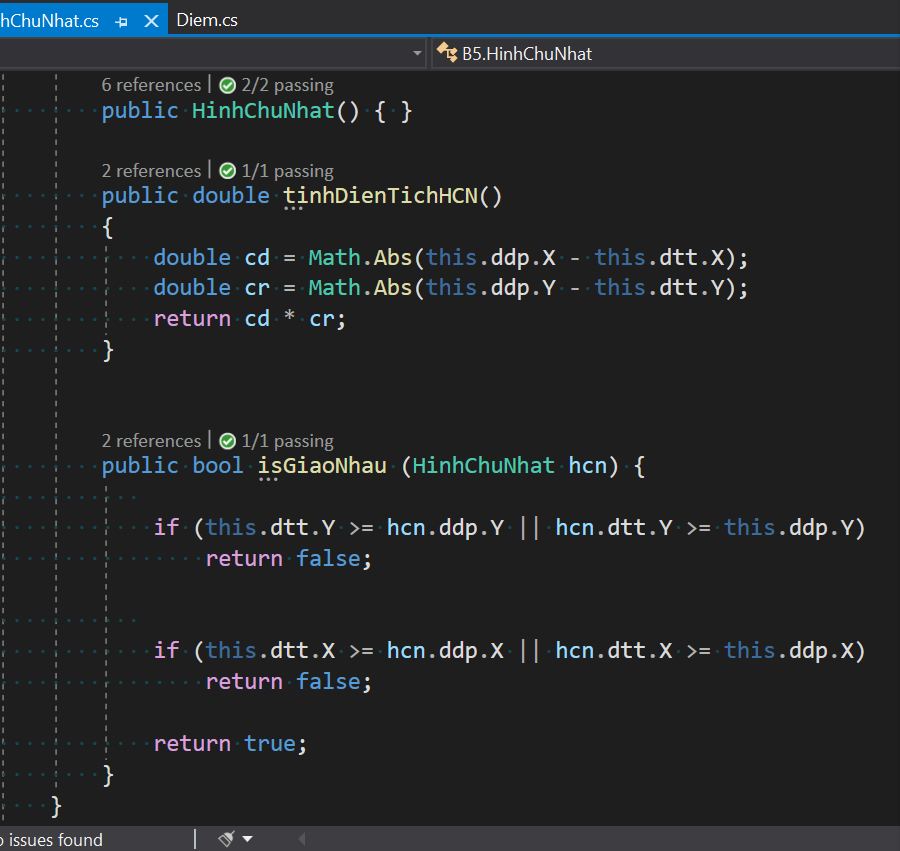 hChuNhat.cs Diem.cs
B5.HinhChuNhat
6 references | 2/2 passing
public HinhChuNhat() { }
2 references | 1/1 passing
public double tinhDienTichHCN()
{
double cd = Math.Abs(this.ddp.X - this.dtt.X);
double cr = Math.Abs(this.ddp.Y - this.dtt.Y);
return cd * cr;
}
2 references | 1/1 passing
public bool isGiaoNhau (HinhChuNhat hcn) {
if (this.dtt.Y >= hcn.ddp.Y || hcn.dtt.Y >= this.ddp.Y)
return false;
if (this.dtt.X >= hcn.ddp.X || hcn.dtt.X >= this.ddp.X)
return false;
return true;
}
}
o issues found